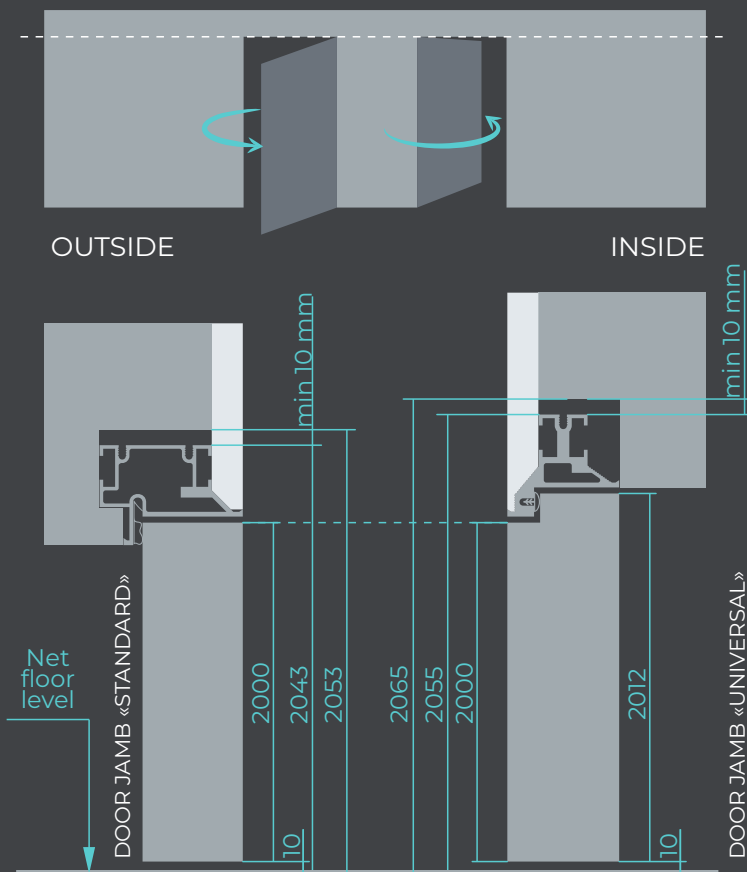 OUTSIDE
INSIDE
min 10 mm
min 10 mm
Net
floor
level
DOOR JAMB «STANDARD»
2000
2043
2053
10
2065
2055
2000
2012
10
DOOR JAMB «UNIVERSAL»